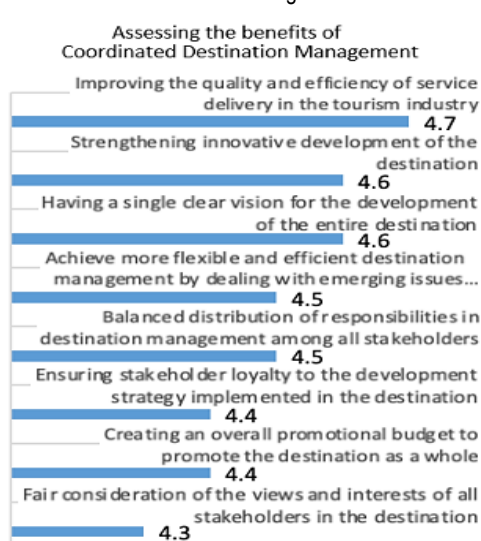 Assessing the benefits of
Coordinated Destination Management
Improving the quality and efficiency of service
delivery in the tourism industry
4.7
Strengthening innovative development of the
destination
4.6
Having a single clear vision for the development
of the entire destination
4.6
Achieve more flexible and efficient destination
management by dealing with emerging issues...
4.5
Balanced distribution of responsibilities in
destination management among all stakeholders
4.5
Ensuring stakeholder loyalty to the development
strategy implemented in the destination
4.4
Creating an overall promotional budget to
promote the destination as a whole
4.4
Fair consideration of the views and interests of all
stakeholders in the destination
4.3